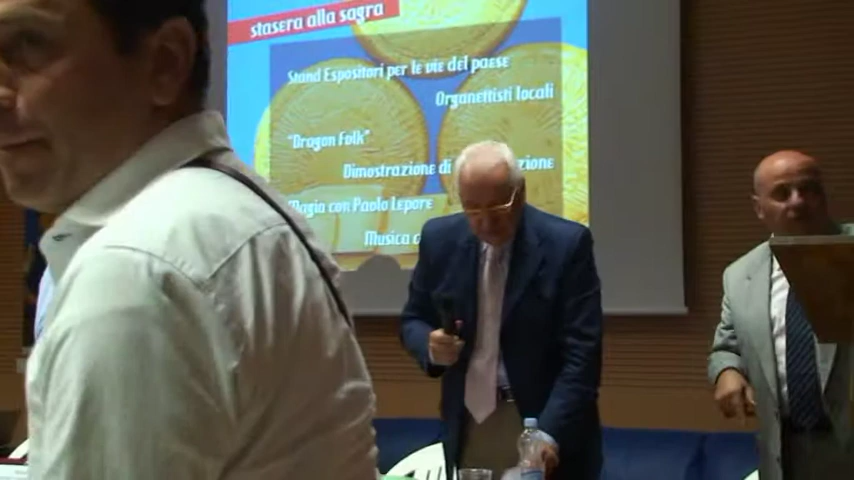 stasera alla sagra
Stand Espositori per le vie del paese
Organettisti locali
"Dragon Folk"
Dimostrazione di
Magia con Paolo Lepore
Musica